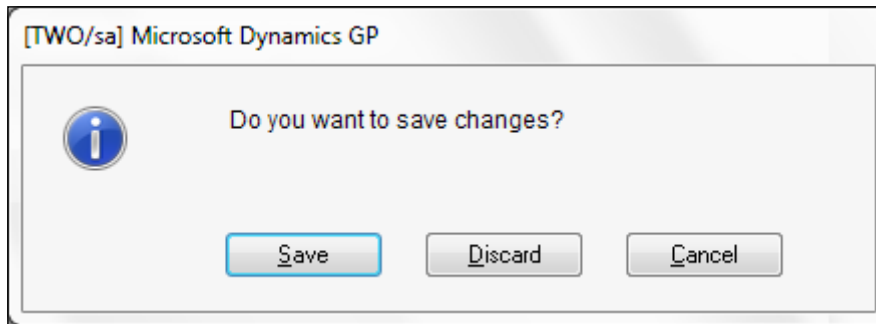 [TWO/sa] Microsoft Dynamics GP
Do you want to save changes?
Save Discard Cancel